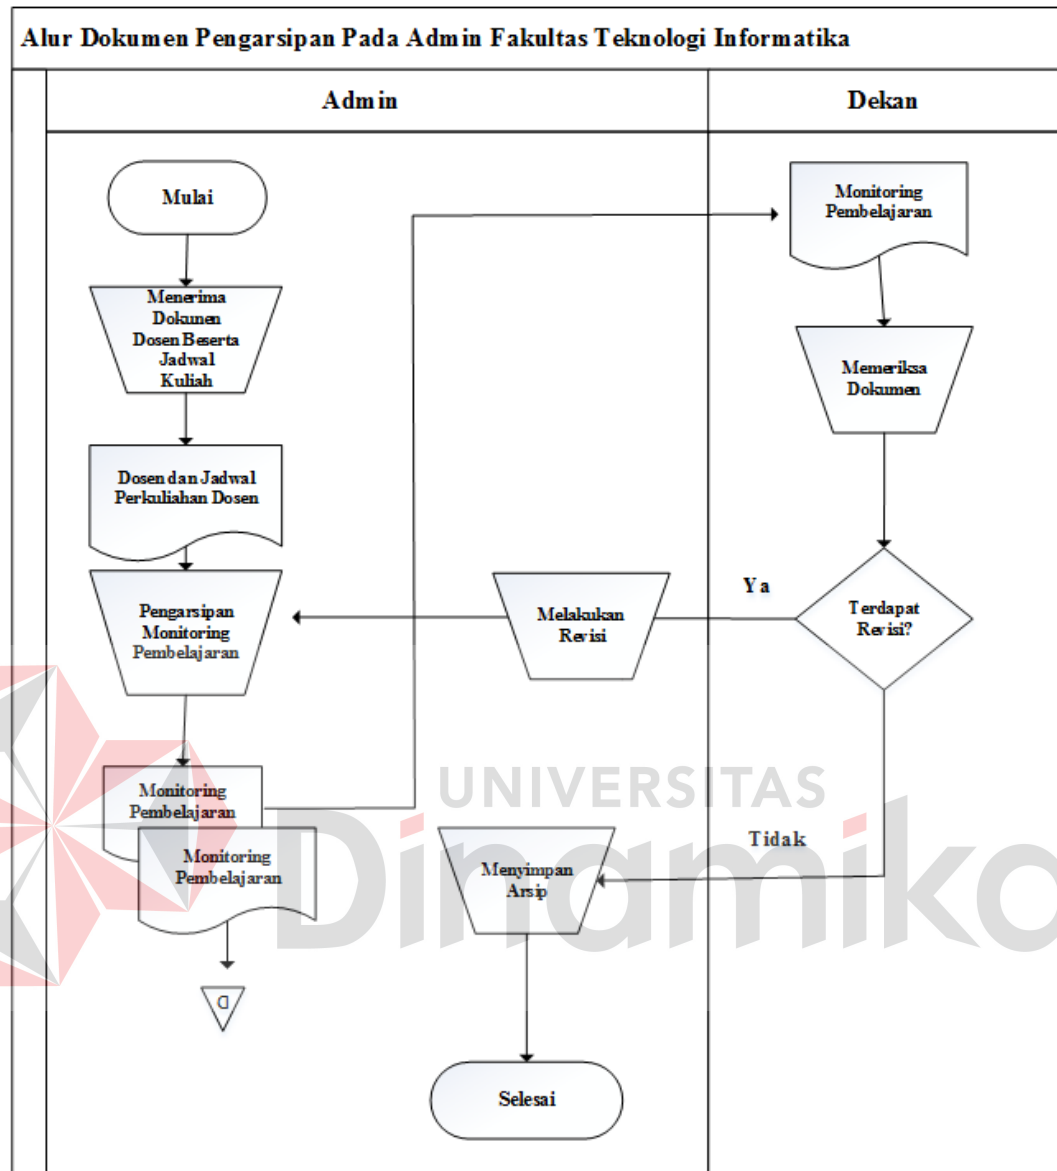 Alur Dokumen Pengarsipan Pada Admin Fakultas Teknologi Informatika
Admin
Dekan
Mulai
Menerima
Dokunen
Dosen Beserta
Jadwal
Kuliah
Dosen dan Jadwal
Perkuliahan Dosen
Pengarsipan
Monitoring
Pembelajaran
Monitoring
Pembelajaran
Monitoring
Pembelajaran
D
Monitoring
Pembelajaran
Memeriksa
Dokumen
Terdapat
Revisi?
Ya
Melakukan
Revisi
Tidak
Menyimpan
Arsip
Selesai
UNIVERSITAS
Dinamika